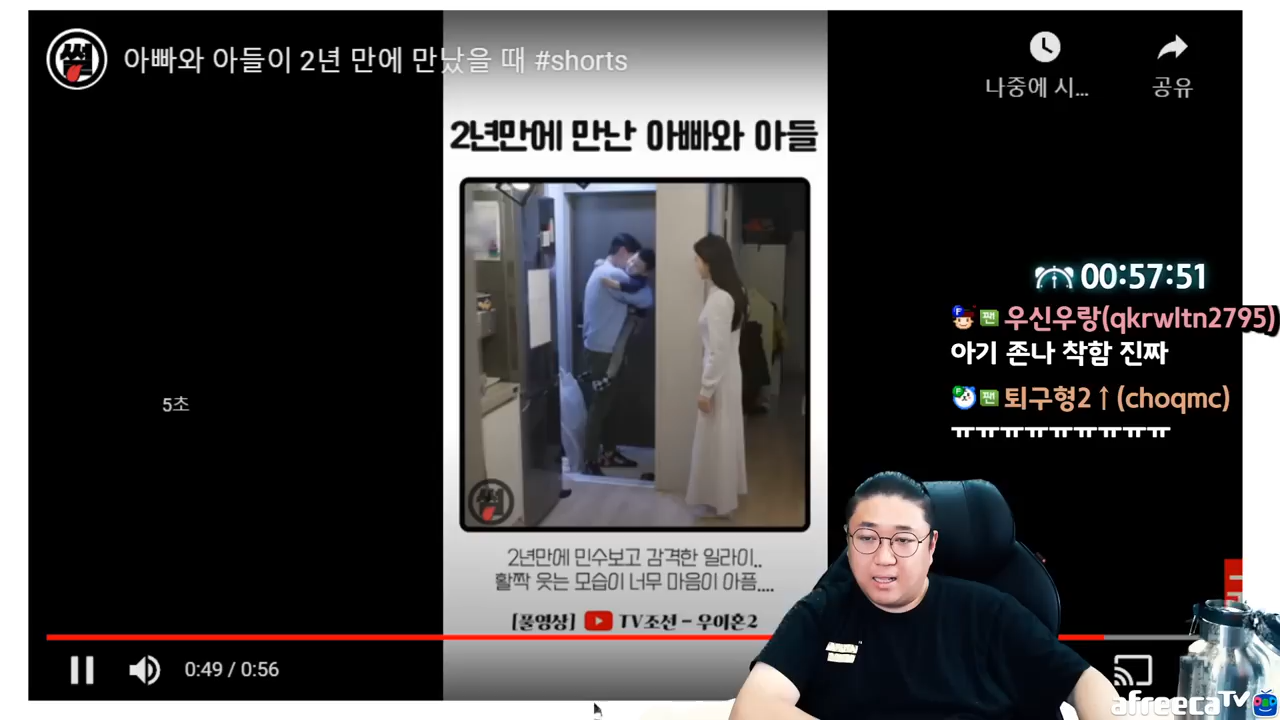 썰
아빠와 아들이 2년 만에 만났을 때 #shorts
나중에 시...
공유
2년만에 만난 아빠와 아들
00:57:51
F 팬 우신우랑(qkrwltn2795)
아기 존나 착함 진짜
F 팬 퇴구형2↑(choqmc)
ㅠㅠㅠㅠㅠㅠㅠㅠㅠ
5초
썰
2년만에 민수보고 감격한 일라이..
활짝 웃는 모습이 너무 마음이 아픔....
[풀영상] TV조선 - 우이혼2
0:49 / 0:56
afreecaTV